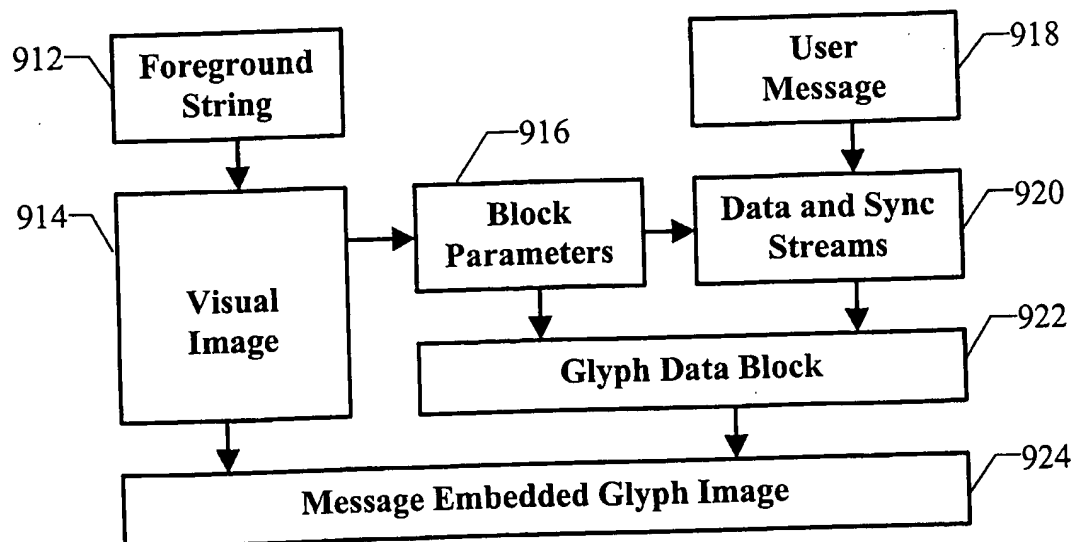 912
Foreground
String
User
Message
918
916
914
Visual
Image
Block
Parameters
Data and Sync
Streams
920
Glyph Data Block
922
Message Embedded Glyph Image
924